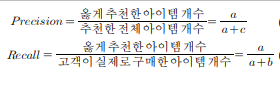 Precision = 옳게 추천한 아이템 개수 / 추천한 전체 아이템 개수 = a / a+c
Recall = 옳게 추천한 아이템 개수 / 고객이 실제로 구매한 아이템 개수 = a / a+b